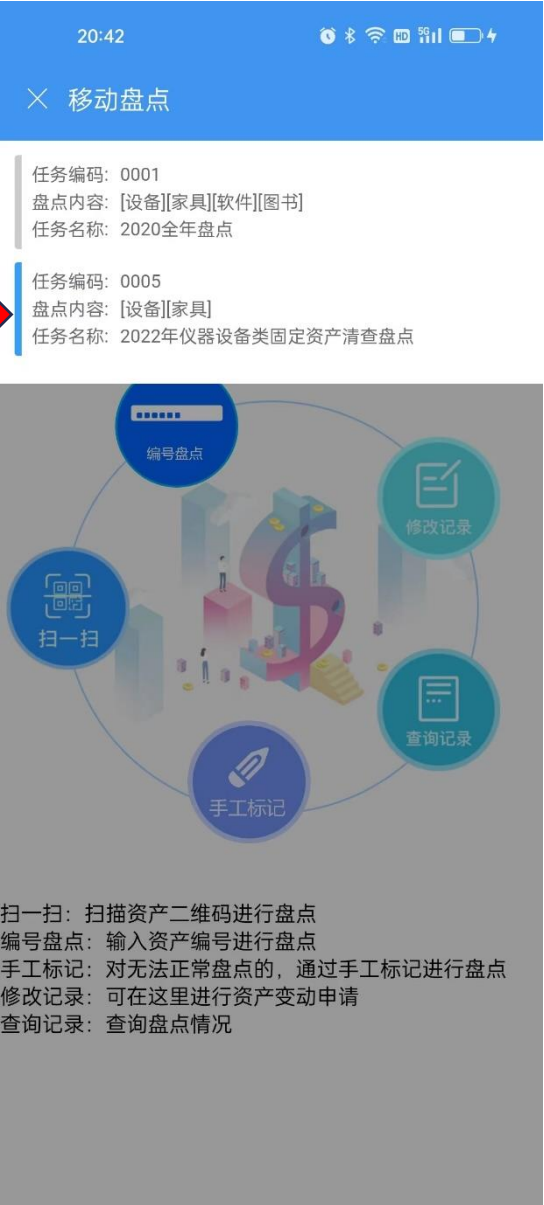 20:42
HD 5G
移动盘点
任务编码: 0001
盘点内容: [设备][家具][软件][图书]
任务名称: 2020全年盘点
任务编码: 0005
盘点内容: [设备][家具]
任务名称: 2022年仪器设备类固定资产清查盘点
编号盘点
修改记录
扫一扫
查询记录
手工标记
扫一扫：扫描资产二维码进行盘点
编号盘点：输入资产编号进行盘点
手工标记：对无法正常盘点的，通过手工标记进行盘点
修改记录：可在这里进行资产变动申请
查询记录：查询盘点情况